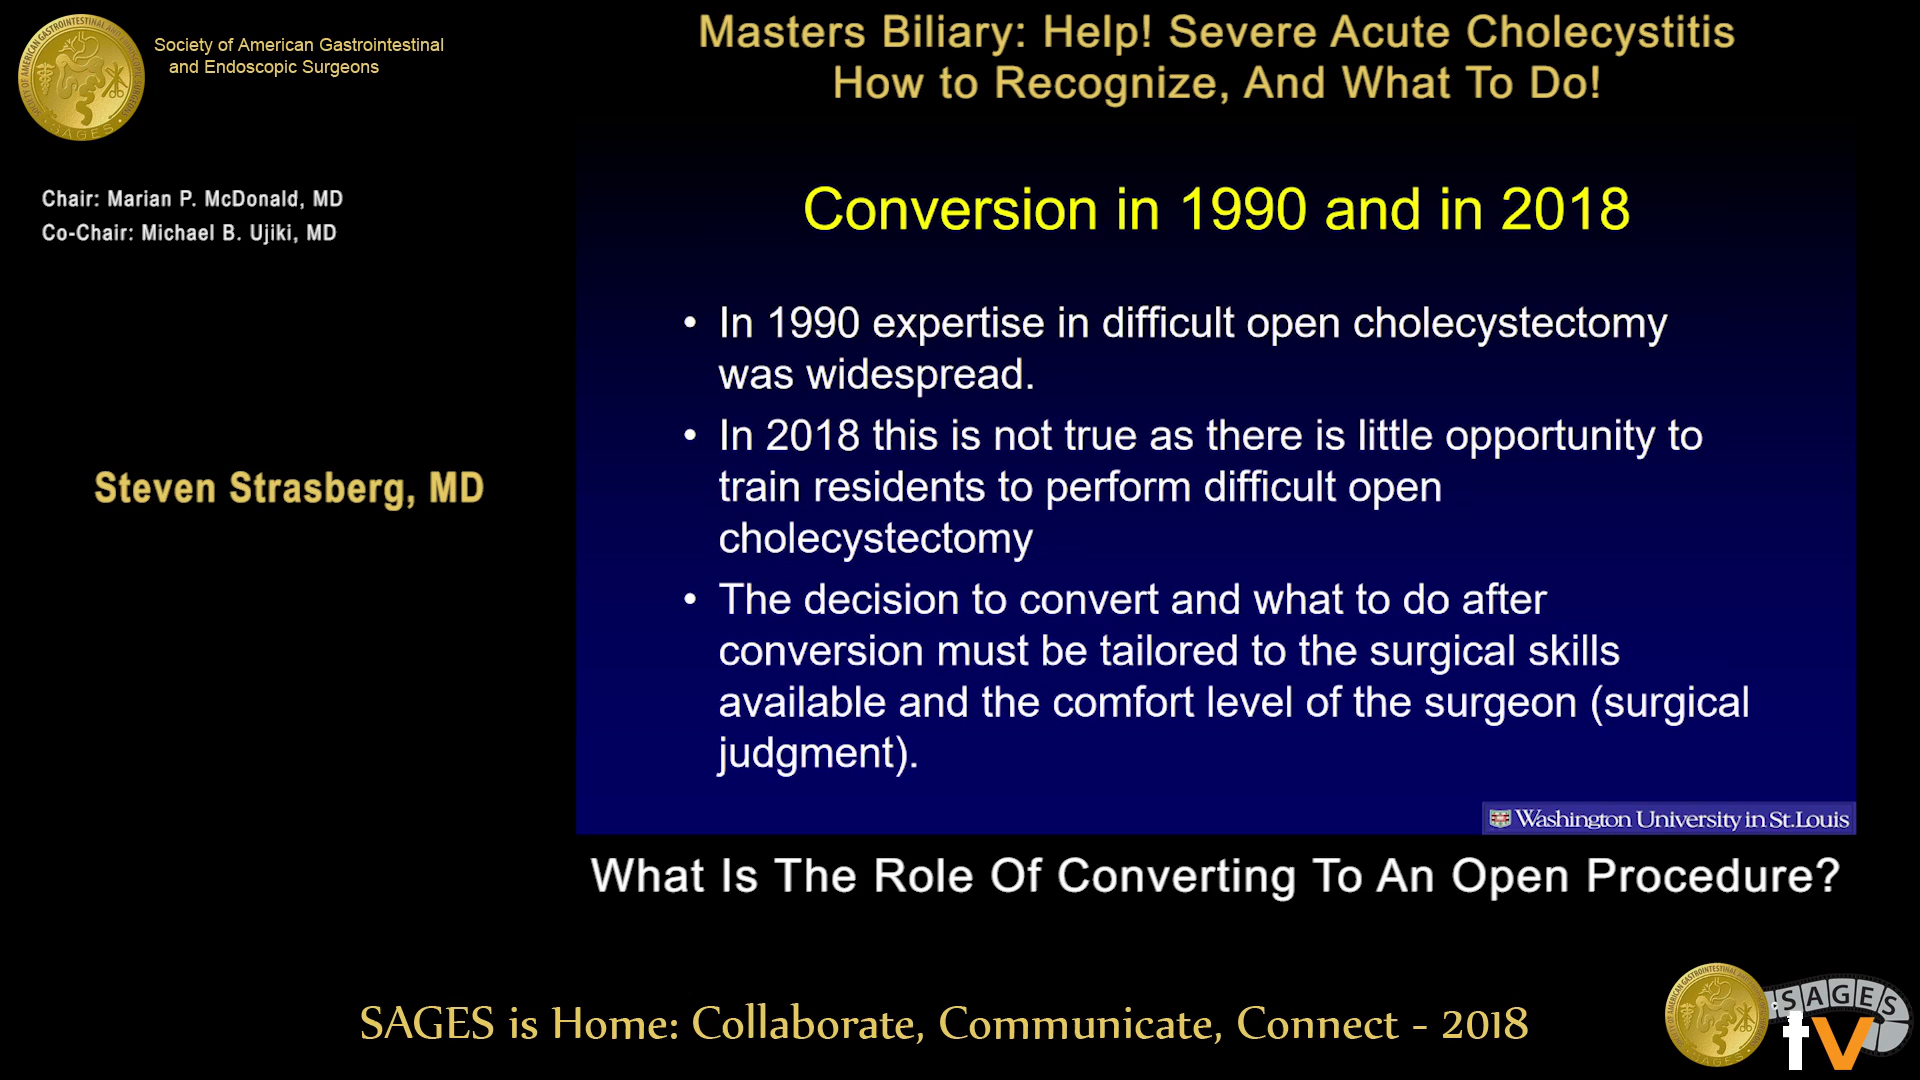 Society of American Gastrointestinal
and Endoscopic Surgeons
Masters Biliary: Help! Severe Acute Cholecystitis
How to Recognize, And What To Do!
Chair: Marian P. McDonald, MD
Co-Chair: Michael B. Ujiki, MD
Steven Strasberg, MD
Conversion in 1990 and in 2018
• In 1990 expertise in difficult open cholecystectomy
was widespread.
• In 2018 this is not true as there is little opportunity to
train residents to perform difficult open
cholecystectomy
• The decision to convert and what to do after
conversion must be tailored to the surgical skills
available and the comfort level of the surgeon (surgical
judgment).
Washington University in St. Louis
What Is The Role Of Converting To An Open Procedure?
SAGES is Home: Collaborate, Communicate, Connect - 2018
SAGES
tv